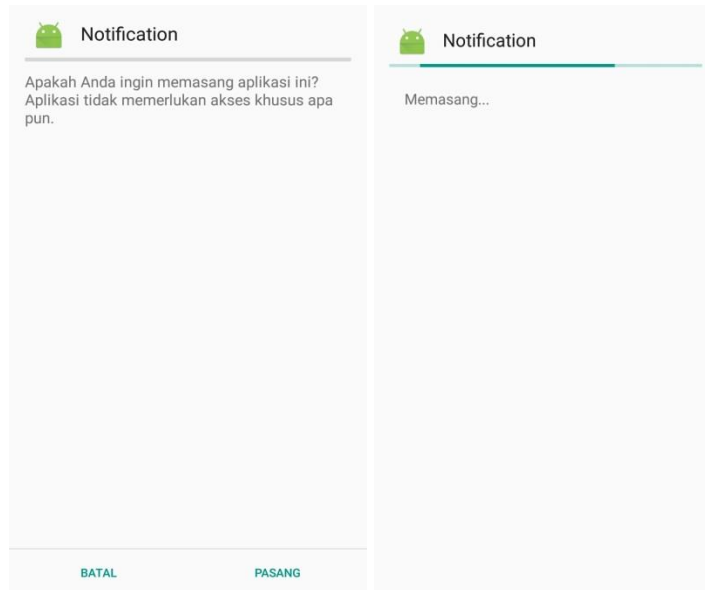 Notification
Apakah Anda ingin memasang aplikasi ini?
Aplikasi tidak memerlukan akses khusus apa
pun.
BATAL
PASANG
Notification
Memasang...